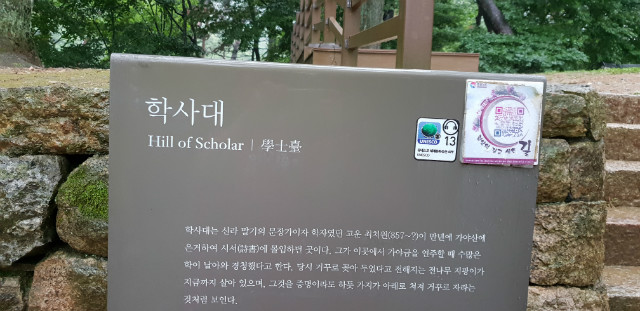 학사대
Hill of Scholar | 學士臺
UNESCO
13
길
학사대는 신라 말기의 문장가이자 학자였던 고운 최치원(857~?)이 만년에 가야산에
은거하여 시서(詩書)에 몰입하던 곳이다. 그가 이곳에서 가야금을 연주할 때 수많은
학이 날아와 경청했다고 한다. 당시 거꾸로 꽂아 두었다고 전해지는 전나무 지팡이가
지금까지 살아 있으며, 그것을 증명이라도 하듯 가지가 아래로 쳐져 거꾸로 자라는
것처럼 보인다.